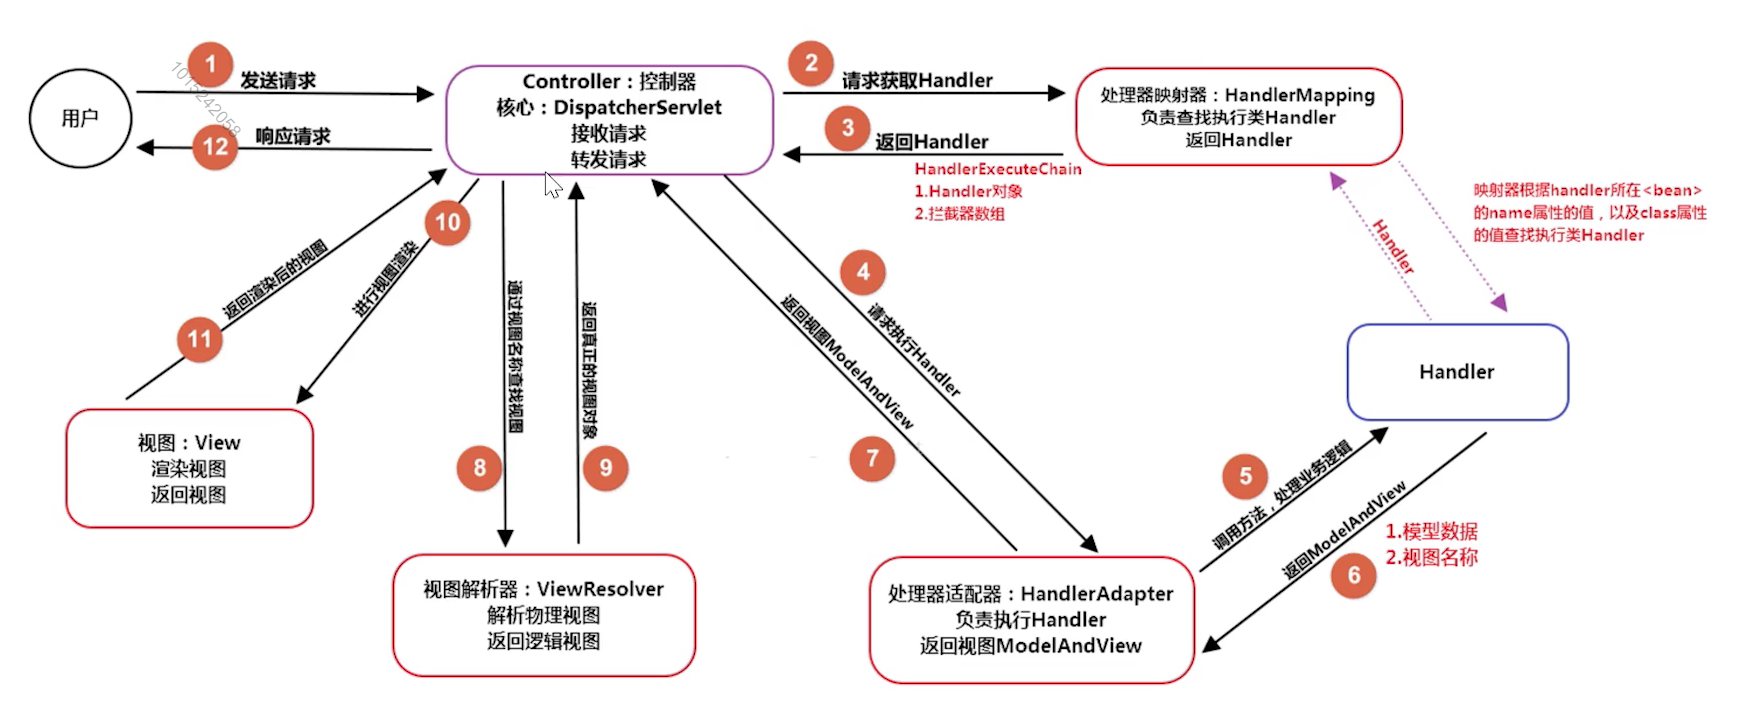 1
发送请求
1015242058
用户
12
响应请求
Controller：控制器
核心：DispatcherServlet
接收请求
转发请求
2
请求获取Handler
3
返回Handler
HandlerExecuteChain
1.Handler对象
2.拦截器数组
处理器映射器：HandlerMapping
负责查找执行类Handler
返回Handler
映射器根据handler所在<bean>
的name属性的值，以及class属性
的值查找执行类Handler
Handler
Handler
4
请求执行Handler
5
调用方法，处理业务逻辑
6
返回ModelAndView
1.模型数据
2.视图名称
处理器适配器：HandlerAdapter
负责执行Handler
返回视图ModelAndView
7
返回视图ModelAndView
8
通过视图名称查找视图
9
返回真正的视图对象
视图解析器：ViewResolver
解析物理视图
返回逻辑视图
10
进行视图渲染
11
返回渲染后的视图
视图：View
渲染视图
返回视图